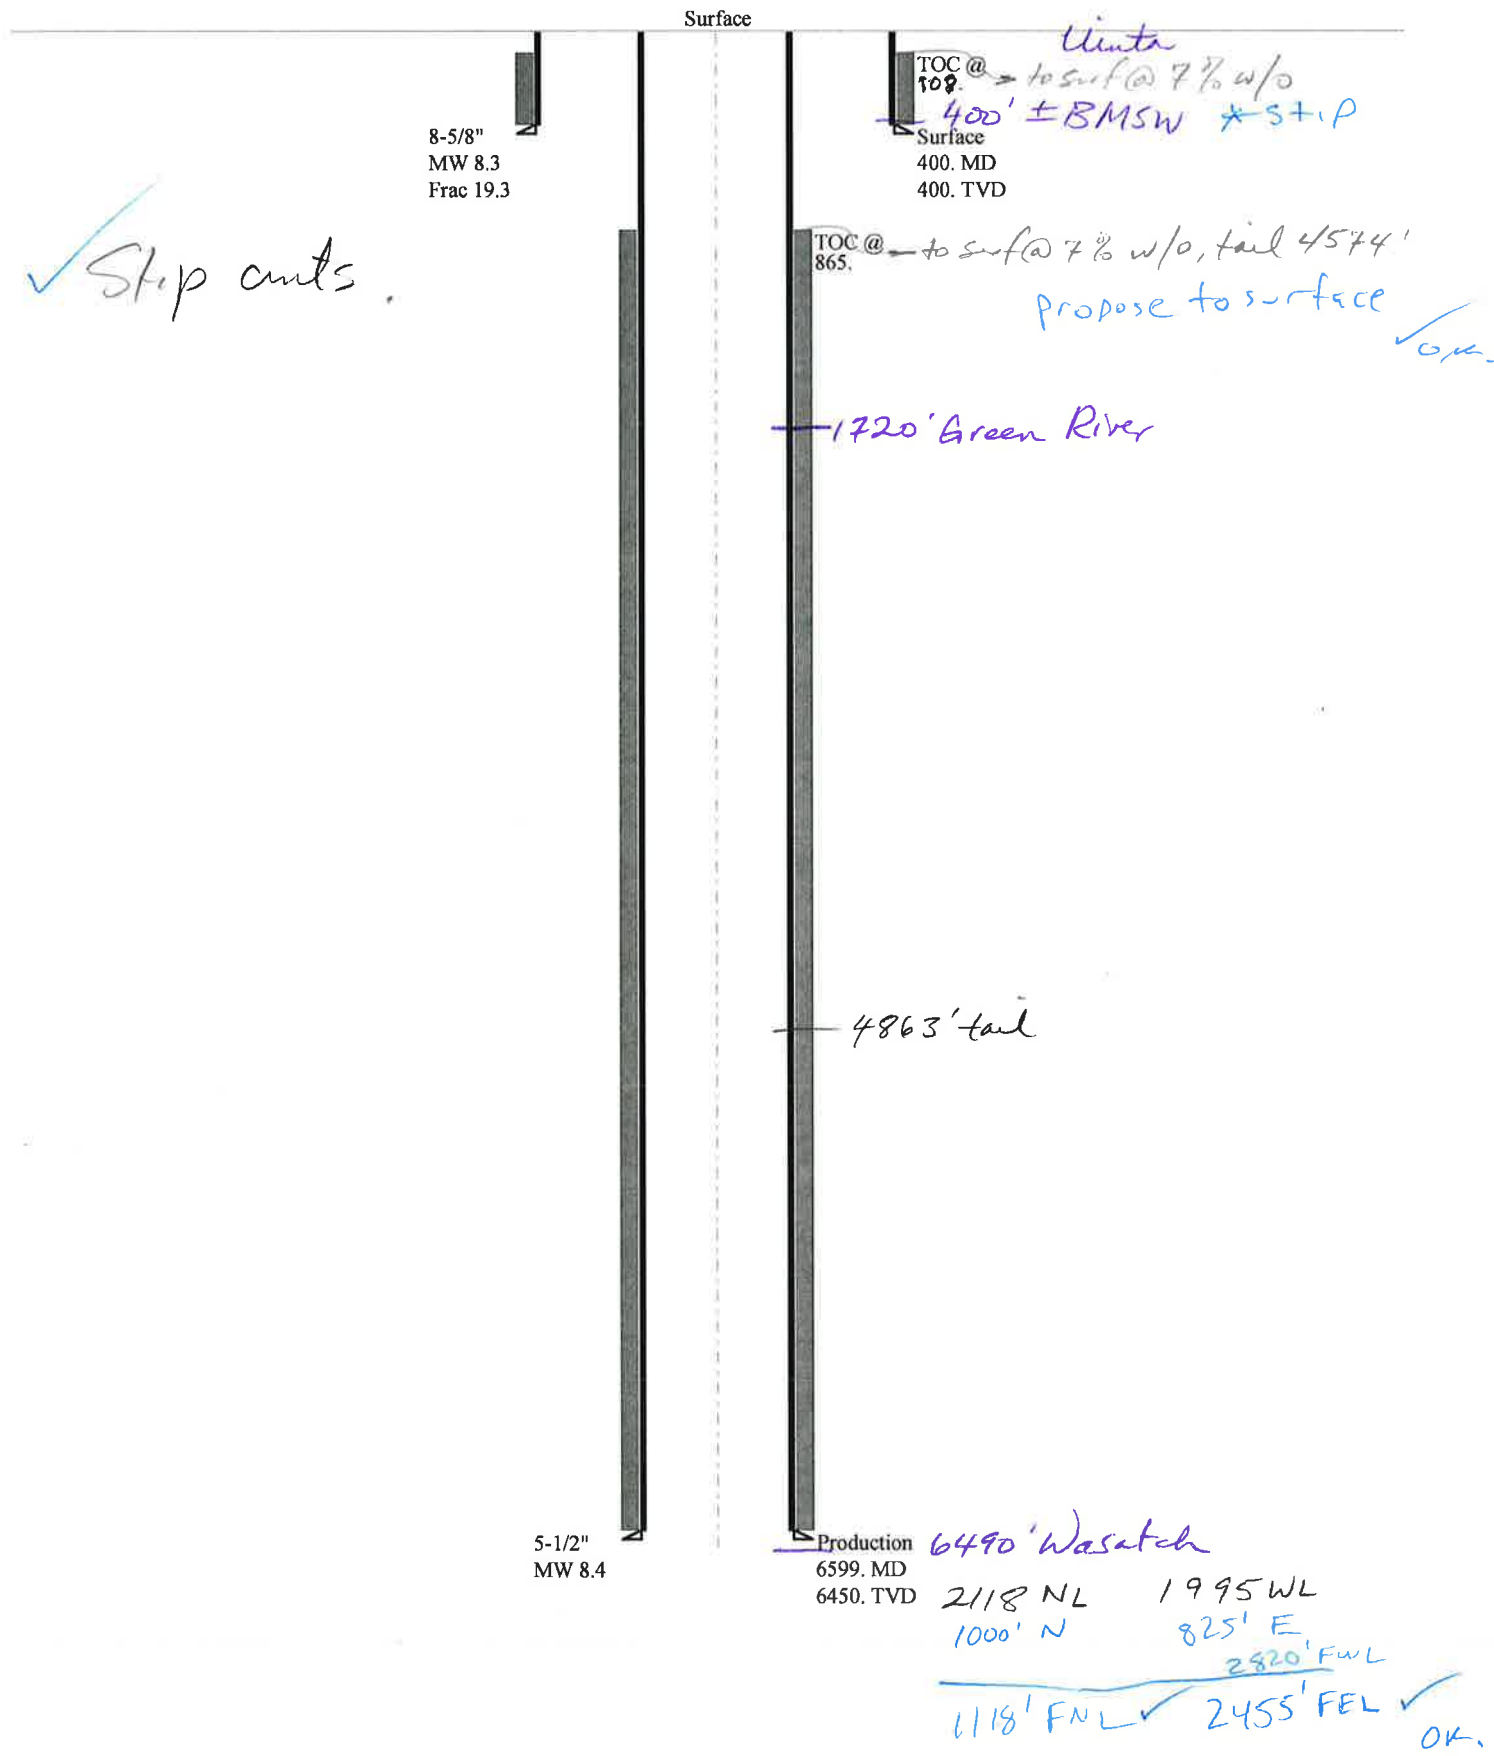 Surface
Uinta
TOC @
108.
to surf @ 7% w/o
400' ± BMSW *Stip
8-5/8"
MW 8.3
Frac 19.3
Surface
400. MD
400. TVD
✓ Stip cmts.
TOC @
865.
to surf @ 7% w/o, tail 4574'
propose to surface
✓ OK.
1720' Green River
4863' tail
5-1/2"
MW 8.4
Production
6599. MD
6450. TVD
6490' Wasatch
2118 NL 1995 WL
1000' N 825' E
2820' FWL
1118' FNL ✓ 2455' FEL ✓
OK.